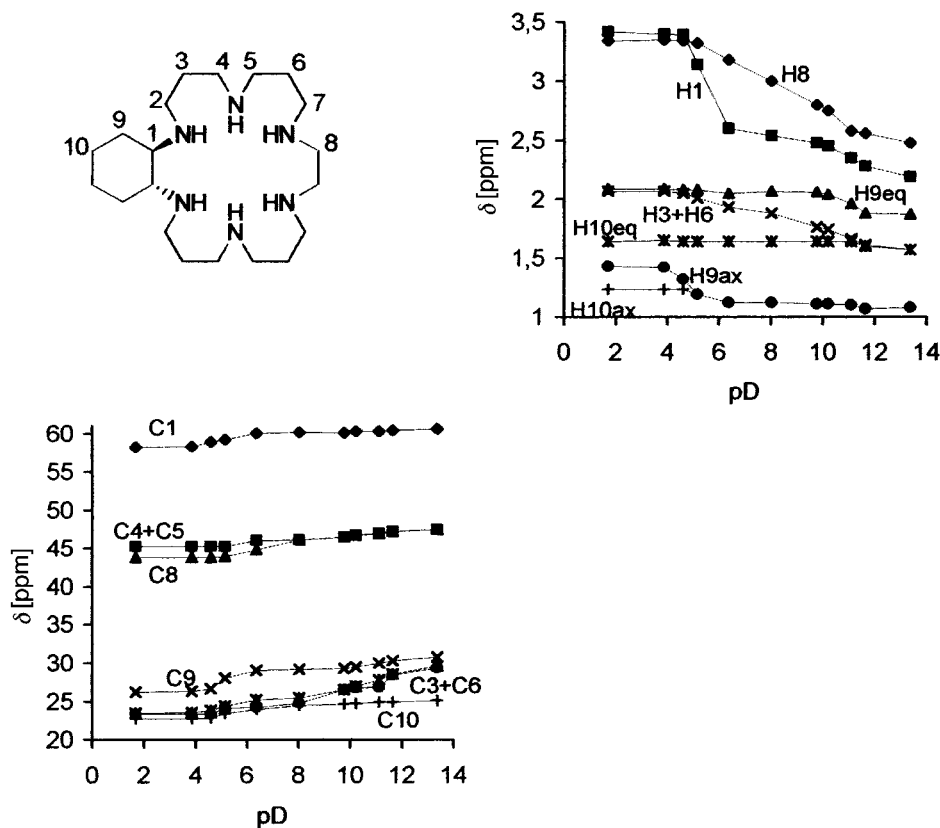 3 4 5 6
2 7
9 1 NH N H HN 8
10
NH H N HN
δ [ppm]
3,5
3
2,5
2
1,5
1
H8
H1
H9eq
H3+H6
H10eq
H9ax
H10ax
0 2 4 6 8 10 12 14
pD
δ [ppm]
60
55
50
45
40
35
30
25
20
C1
C4+C5
C8
C9
C3+C6
C10
0 2 4 6 8 10 12 14
pD